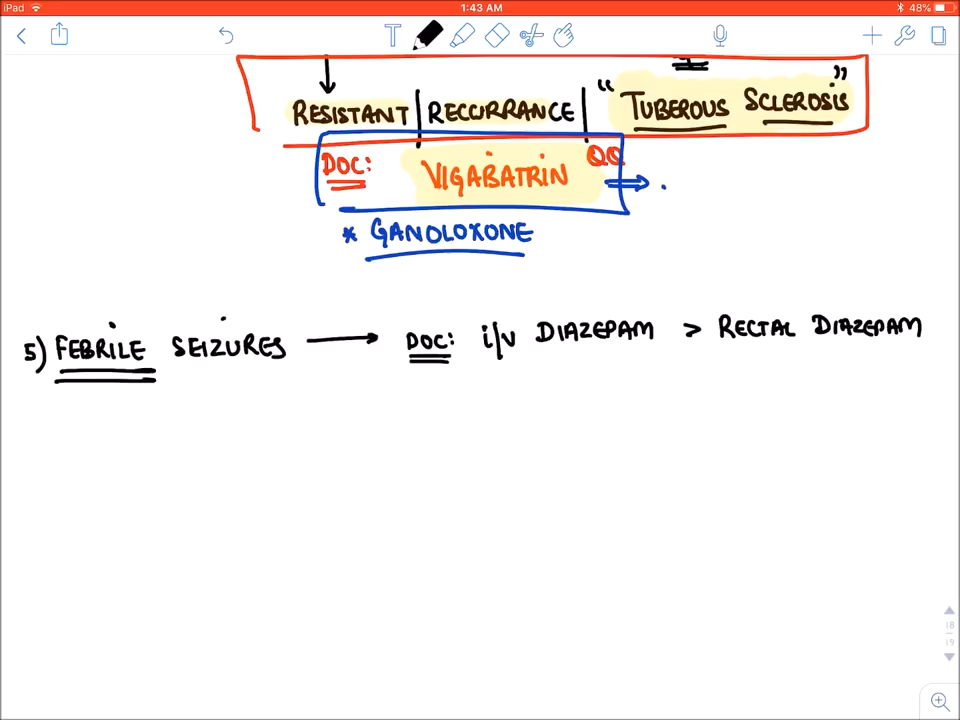 iPad 1:43 AM 48%
T
RESISTANT | RECURRANCE | “ TUBEROUS SCLEROSIS ”
DOC: VIGABATRIN QQ
* GANOLOXONE
5) FEBRILE SEIZURES → DOC: i/v DIAZEPAM > RECTAL DIAZEPAM
18
19